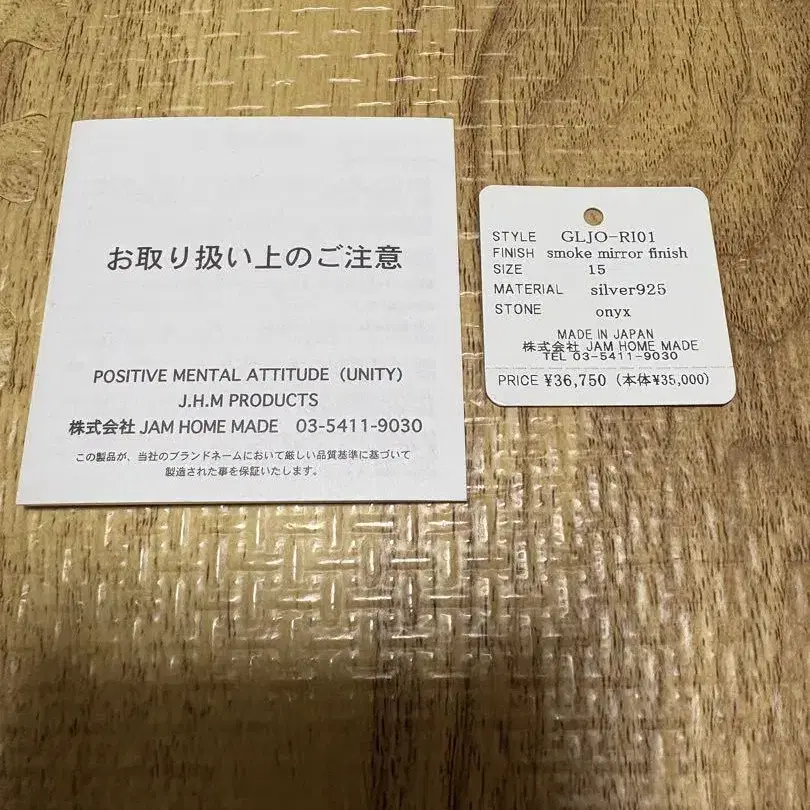 お取り扱い上のご注意
POSITIVE MENTAL ATTITUDE (UNITY)
J.H.M PRODUCTS
株式会社 JAM HOME MADE 03-5411-9030
この製品が、当社のブランドネームにおいて厳しい品質基準に基づいて
製造された事を保証いたします。
STYLE GLJO-RI01
FINISH smoke mirror finish
SIZE 15
MATERIAL silver925
STONE onyx
MADE IN JAPAN
株式会社 JAM HOME MADE
TEL 03-5411-9030
PRICE ¥36,750 (本体¥35,000)